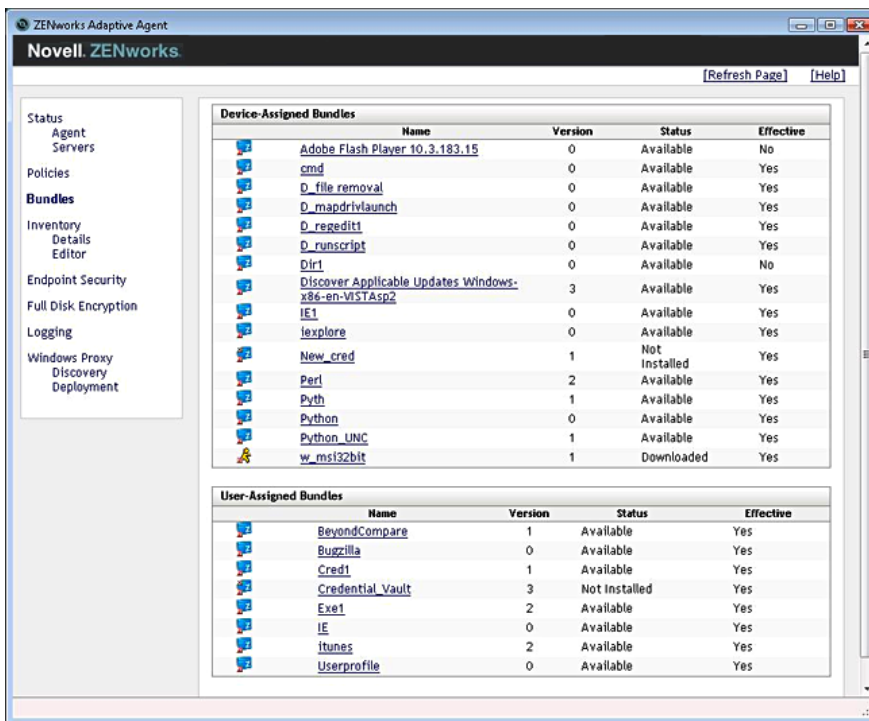 ZENworks Adaptive Agent
Novell. ZENworks.
[Refresh Page] [Help]
Status
Agent
Servers
Policies
Bundles
Inventory
Details
Editor
Endpoint Security
Full Disk Encryption
Logging
Windows Proxy
Discovery
Deployment
Device-Assigned Bundles
Name Version Status Effective
Adobe Flash Player 10.3.183.15 0 Available No
cmd 0 Available Yes
D_file removal 0 Available Yes
D_mapdrivlaunch 0 Available Yes
D_regedit1 0 Available Yes
D_runscript 0 Available Yes
Dir1 0 Available No
Discover Applicable Updates Windows-
x86-en-VISTAsp2 3 Available Yes
IE1 0 Available Yes
iexplore 0 Available Yes
New_cred 1 Not Installed Yes
Perl 2 Available Yes
Pyth 1 Available Yes
Python 0 Available Yes
Python_UNC 1 Available Yes
w_msi32bit 1 Downloaded Yes
User-Assigned Bundles
Name Version Status Effective
BeyondCompare 1 Available Yes
Bugzilla 0 Available Yes
Cred1 1 Available Yes
Credential_Vault 3 Not Installed Yes
Exe1 2 Available Yes
IE 0 Available Yes
itunes 2 Available Yes
Userprofile 0 Available Yes